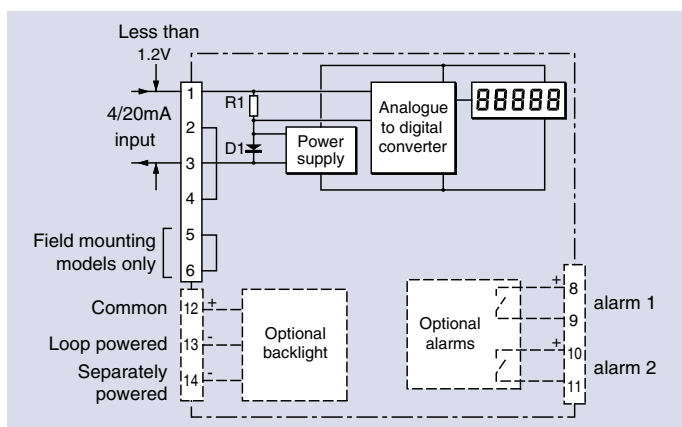 Less than
1.2V
4/20mA
input
1
2
3
4
5
6
R1
D1
Power
supply
Analogue
to digital
converter
88888
Field mounting
models only
Common
Loop powered
Separately
powered
12 +
13 -
14 -
Optional
backlight
Optional
alarms
+ 8
9
+ 10
11
alarm 1
alarm 2